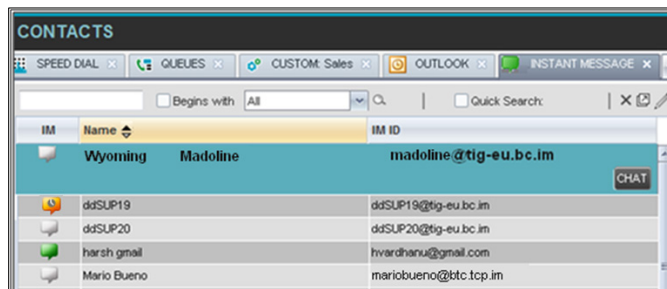 CONTACTS
SPEED DIAL QUEUES CUSTOM: Sales OUTLOOK INSTANT MESSAGE
Begins with All Quick Search:
IM Name IM ID
Wyoming Madoline madoline@tig-eu.bc.im
CHAT
ddSUP19 ddSUP19@tig-eu.bc.im
ddSUP20 ddSUP20@tig-eu.bc.im
harsh gmail hvardhanu@gmail.com
Mario Bueno mariobueno@btc.tcp.im